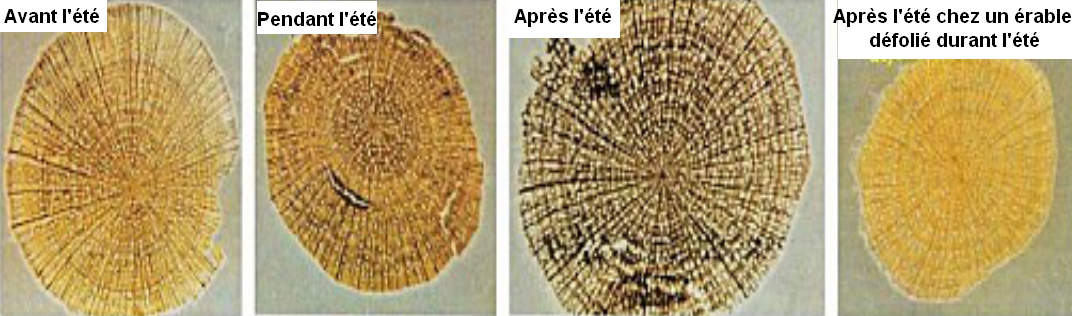 Avant l'été
Pendant l'été
Après l'été
Après l'été chez un érable
défolié durant l'été